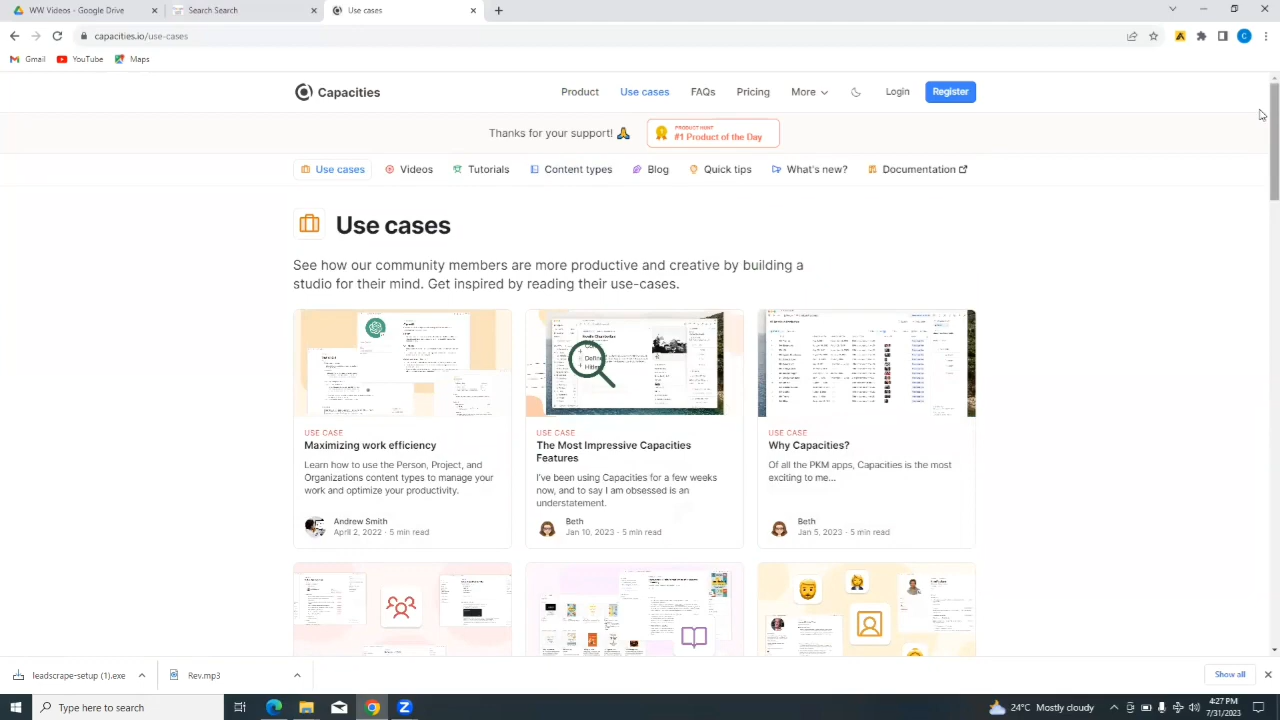 WW Videos - Google Drive
Search Search
Use cases
capacities.io/use-cases
C
Gmail
YouTube
Maps
Capacities
Product
Use cases
FAQs
Pricing
More
Login
Register
Thanks for your support! 🙏
PRODUCT HUNT
#1 Product of the Day
Use cases
Videos
Tutorials
Content types
Blog
Quick tips
What's new?
Documentation
Use cases
See how our community members are more productive and creative by building a
studio for their mind. Get inspired by reading their use-cases.
USE CASE
Maximizing work efficiency
Learn how to use the Person, Project, and
Organizations content types to manage your
work and optimize your productivity.
Andrew Smith
April 2, 2022 · 5 min read
USE CASE
The Most Impressive Capacities
Features
I've been using Capacities for a few weeks
now, and to say I am obsessed is an
understatement.
Beth
Jan 10, 2023 · 5 min read
USE CASE
Why Capacities?
Of all the PKM apps, Capacities is the most
exciting to me...
Beth
Jan 5, 2023 · 5 min read
Rev.mp3
Show all
Type here to search
Z
24°C Mostly cloudy
4:27 PM
7/31/2023